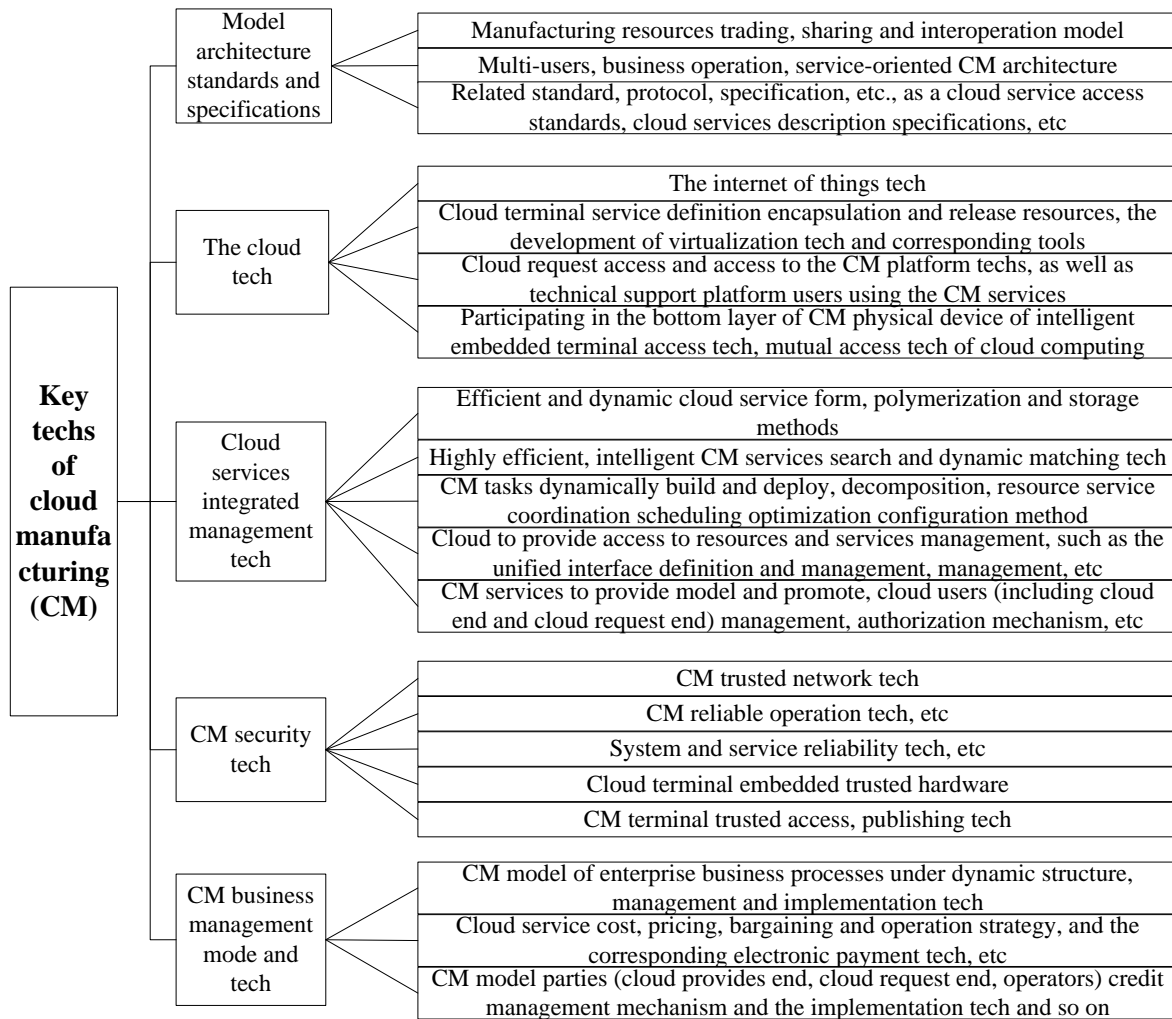 Key
techs
of
cloud
manufa
cturing
(CM)
Model
architecture
standards and
specifications
Manufacturing resources trading, sharing and interoperation model
Multi-users, business operation, service-oriented CM architecture
Related standard, protocol, specification, etc., as a cloud service access
standards, cloud services description specifications, etc
The cloud
tech
The internet of things tech
Cloud terminal service definition encapsulation and release resources, the
development of virtualization tech and corresponding tools
Cloud request access and access to the CM platform techs, as well as
technical support platform users using the CM services
Participating in the bottom layer of CM physical device of intelligent
embedded terminal access tech, mutual access tech of cloud computing
Cloud
services
integrated
management
tech
Efficient and dynamic cloud service form, polymerization and storage
methods
Highly efficient, intelligent CM services search and dynamic matching tech
CM tasks dynamically build and deploy, decomposition, resource service
coordination scheduling optimization configuration method
Cloud to provide access to resources and services management, such as the
unified interface definition and management, management, etc
CM services to provide model and promote, cloud users (including cloud
end and cloud request end) management, authorization mechanism, etc
CM security
tech
CM trusted network tech
CM reliable operation tech, etc
System and service reliability tech, etc
Cloud terminal embedded trusted hardware
CM terminal trusted access, publishing tech
CM business
management
mode and
tech
CM model of enterprise business processes under dynamic structure,
management and implementation tech
Cloud service cost, pricing, bargaining and operation strategy, and the
corresponding electronic payment tech, etc
CM model parties (cloud provides end, cloud request end, operators) credit
management mechanism and the implementation tech and so on